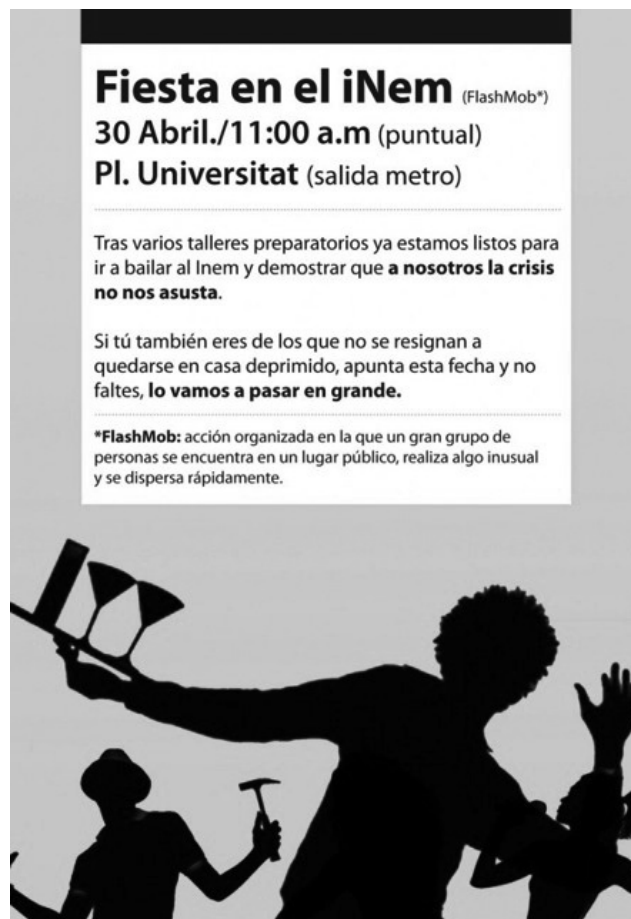 Fiesta en el iNem (FlashMob*)
30 Abril./11:00 a.m (puntual)
Pl. Universitat (salida metro)
Tras varios talleres preparatorios ya estamos listos para
ir a bailar al Inem y demostrar que a nosotros la crisis
no nos asusta.
Si tú también eres de los que no se resignan a
quedarse en casa deprimido, apunta esta fecha y no
faltes, lo vamos a pasar en grande.
*FlashMob: acción organizada en la que un gran grupo de
personas se encuentra en un lugar público, realiza algo inusual
y se dispersa rápidamente.